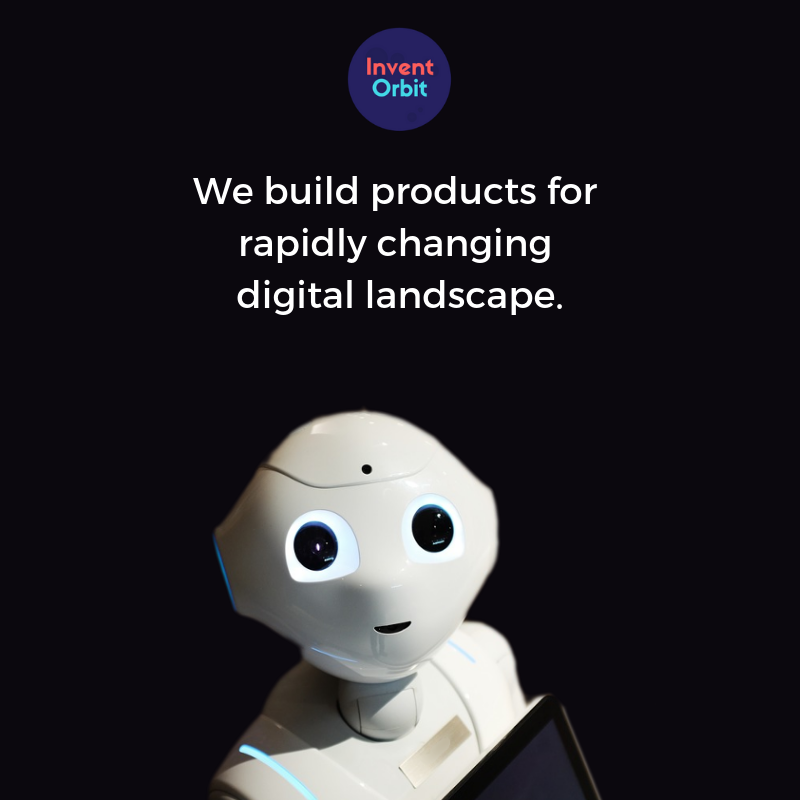 Invent
Orbit
We build products for
rapidly changing
digital landscape.